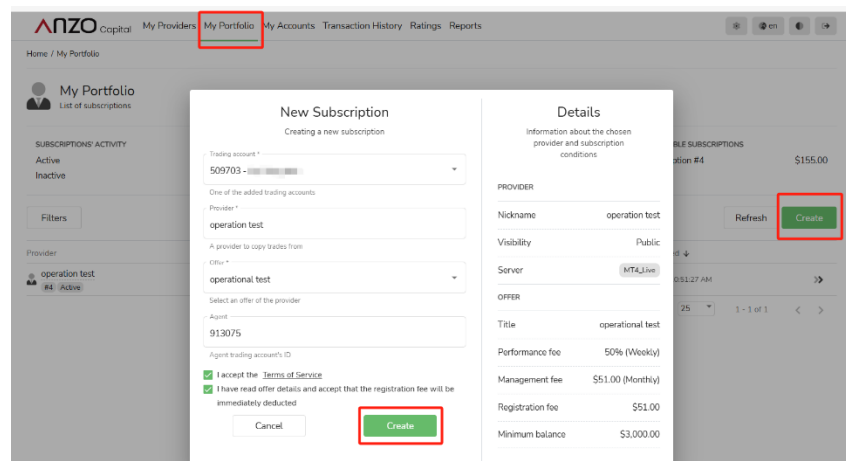 ANZO Capital My Providers My Portfolio My Accounts Transaction History Ratings Reports en
Home / My Portfolio
My Portfolio
List of subscriptions
SUBSCRIPTIONS' ACTIVITY
Active
Inactive
BLE SUBSCRIPTIONS
ption #4 $155.00
Filters
Refresh Create
Provider
ed
operation test
#4 Active
0:51:27 AM
25 1 - 1 of 1
New Subscription
Creating a new subscription
Trading account *
509703 -
One of the added trading accounts
Provider *
operation test
A provider to copy trades from
Offer *
operational test
Select an offer of the provider
Agent
913075
Agent trading account's ID
I accept the Terms of Service
I have read offer details and accept that the registration fee will be
immediately deducted
Cancel Create
Details
Information about the chosen
provider and subscription
conditions
PROVIDER
Nickname operation test
Visibility Public
Server MT4_Live
OFFER
Title operational test
Performance fee 50% (Weekly)
Management fee $51.00 (Monthly)
Registration fee $51.00
Minimum balance $3,000.00